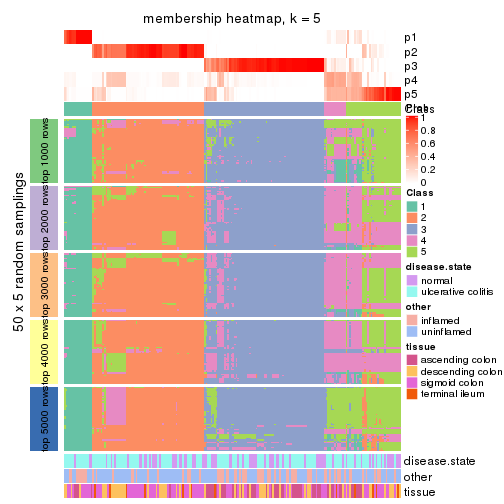 membership heatmap, k = 5
p1
p2
p3
p4
p5
Class
Prob
Class
1
0.8
0.6
0.4
0.2
0
Class
1
2
3
4
5
disease.state
normal
ulcerative colitis
other
inflamed
uninflamed
tissue
ascending colon
descending colon
sigmoid colon
terminal ileum
50 x 5 random samplings
top 1000 rows
top 2000 rows
top 3000 rows
top 4000 rows
top 5000 rows
disease.state
other
tissue